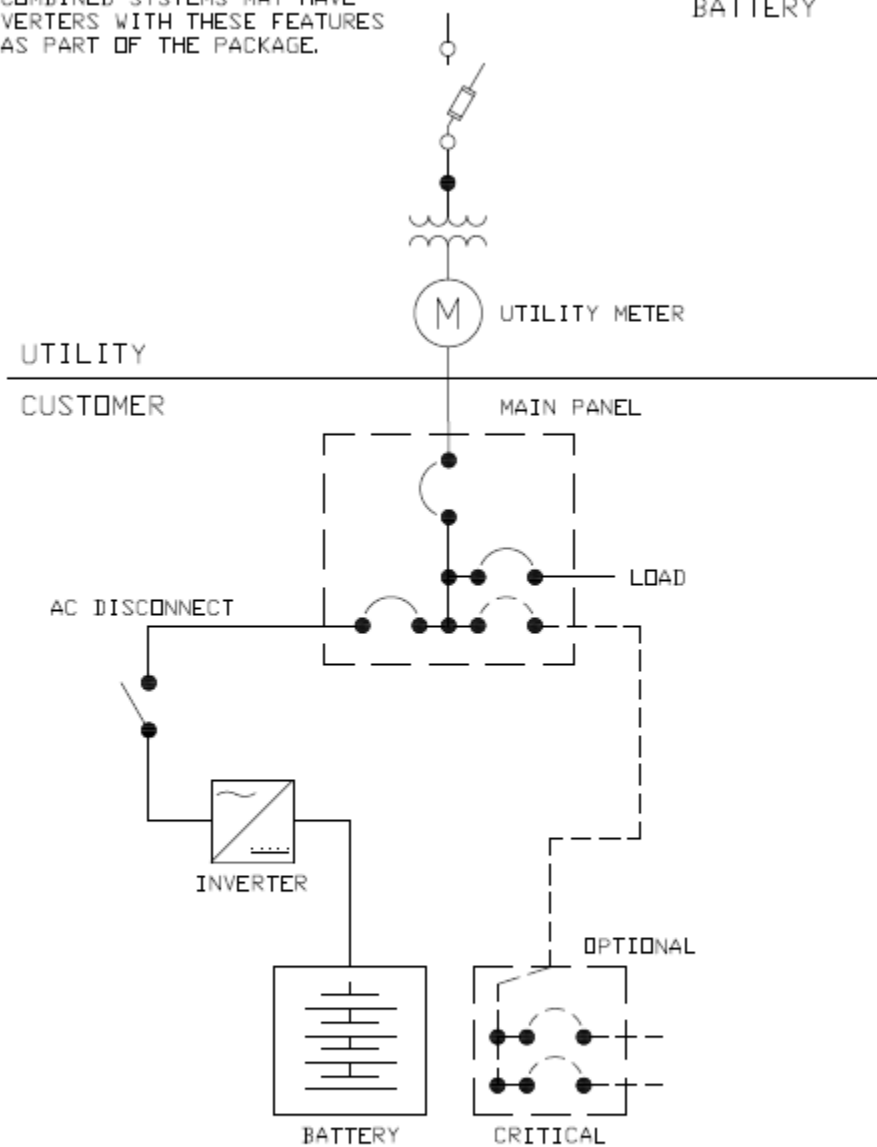 COMBINED SYSTEMS MAY HAVE
VERTERS WITH THESE FEATURES
AS PART OF THE PACKAGE.
BATTERY
M
UTILITY METER
UTILITY
CUSTOMER
MAIN PANEL
LOAD
AC DISCONNECT
INVERTER
OPTIONAL
BATTERY
CRITICAL